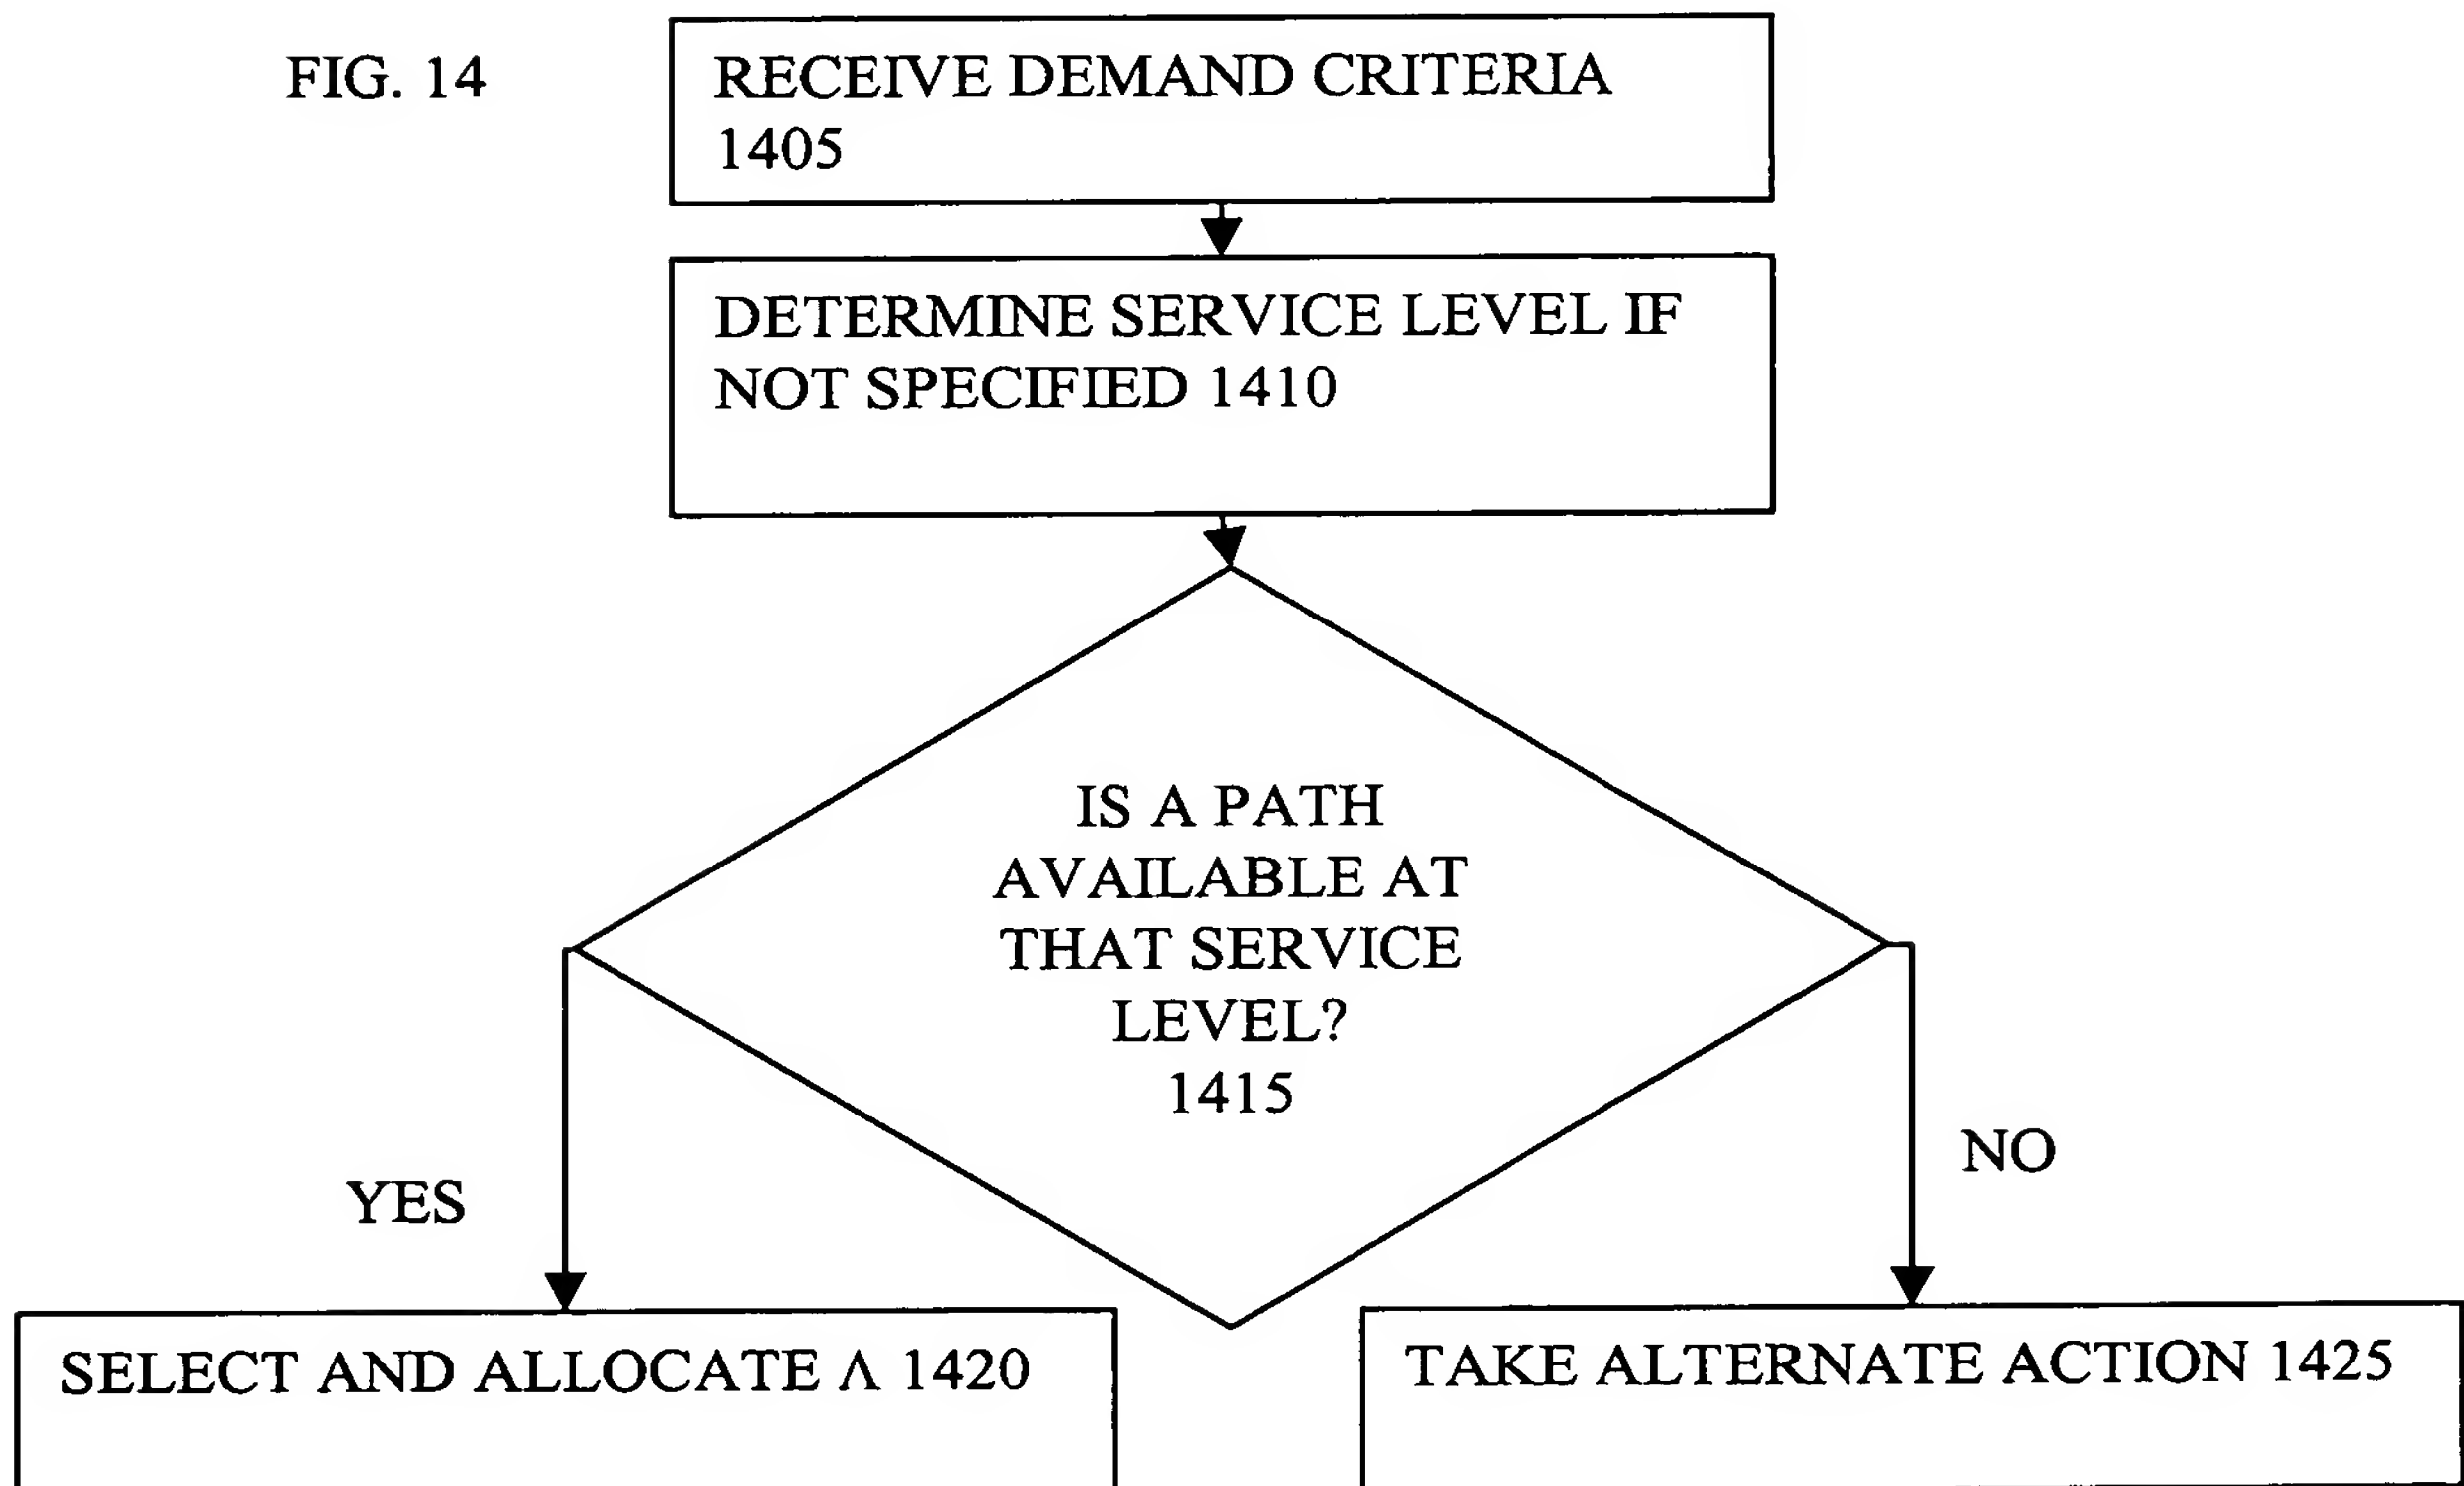 FIG. 14
RECEIVE DEMAND CRITERIA
1405
DETERMINE SERVICE LEVEL IF
NOT SPECIFIED 1410
IS A PATH
AVAILABLE AT
THAT SERVICE
LEVEL?
1415
YES
NO
SELECT AND ALLOCATE Λ 1420
TAKE ALTERNATE ACTION 1425